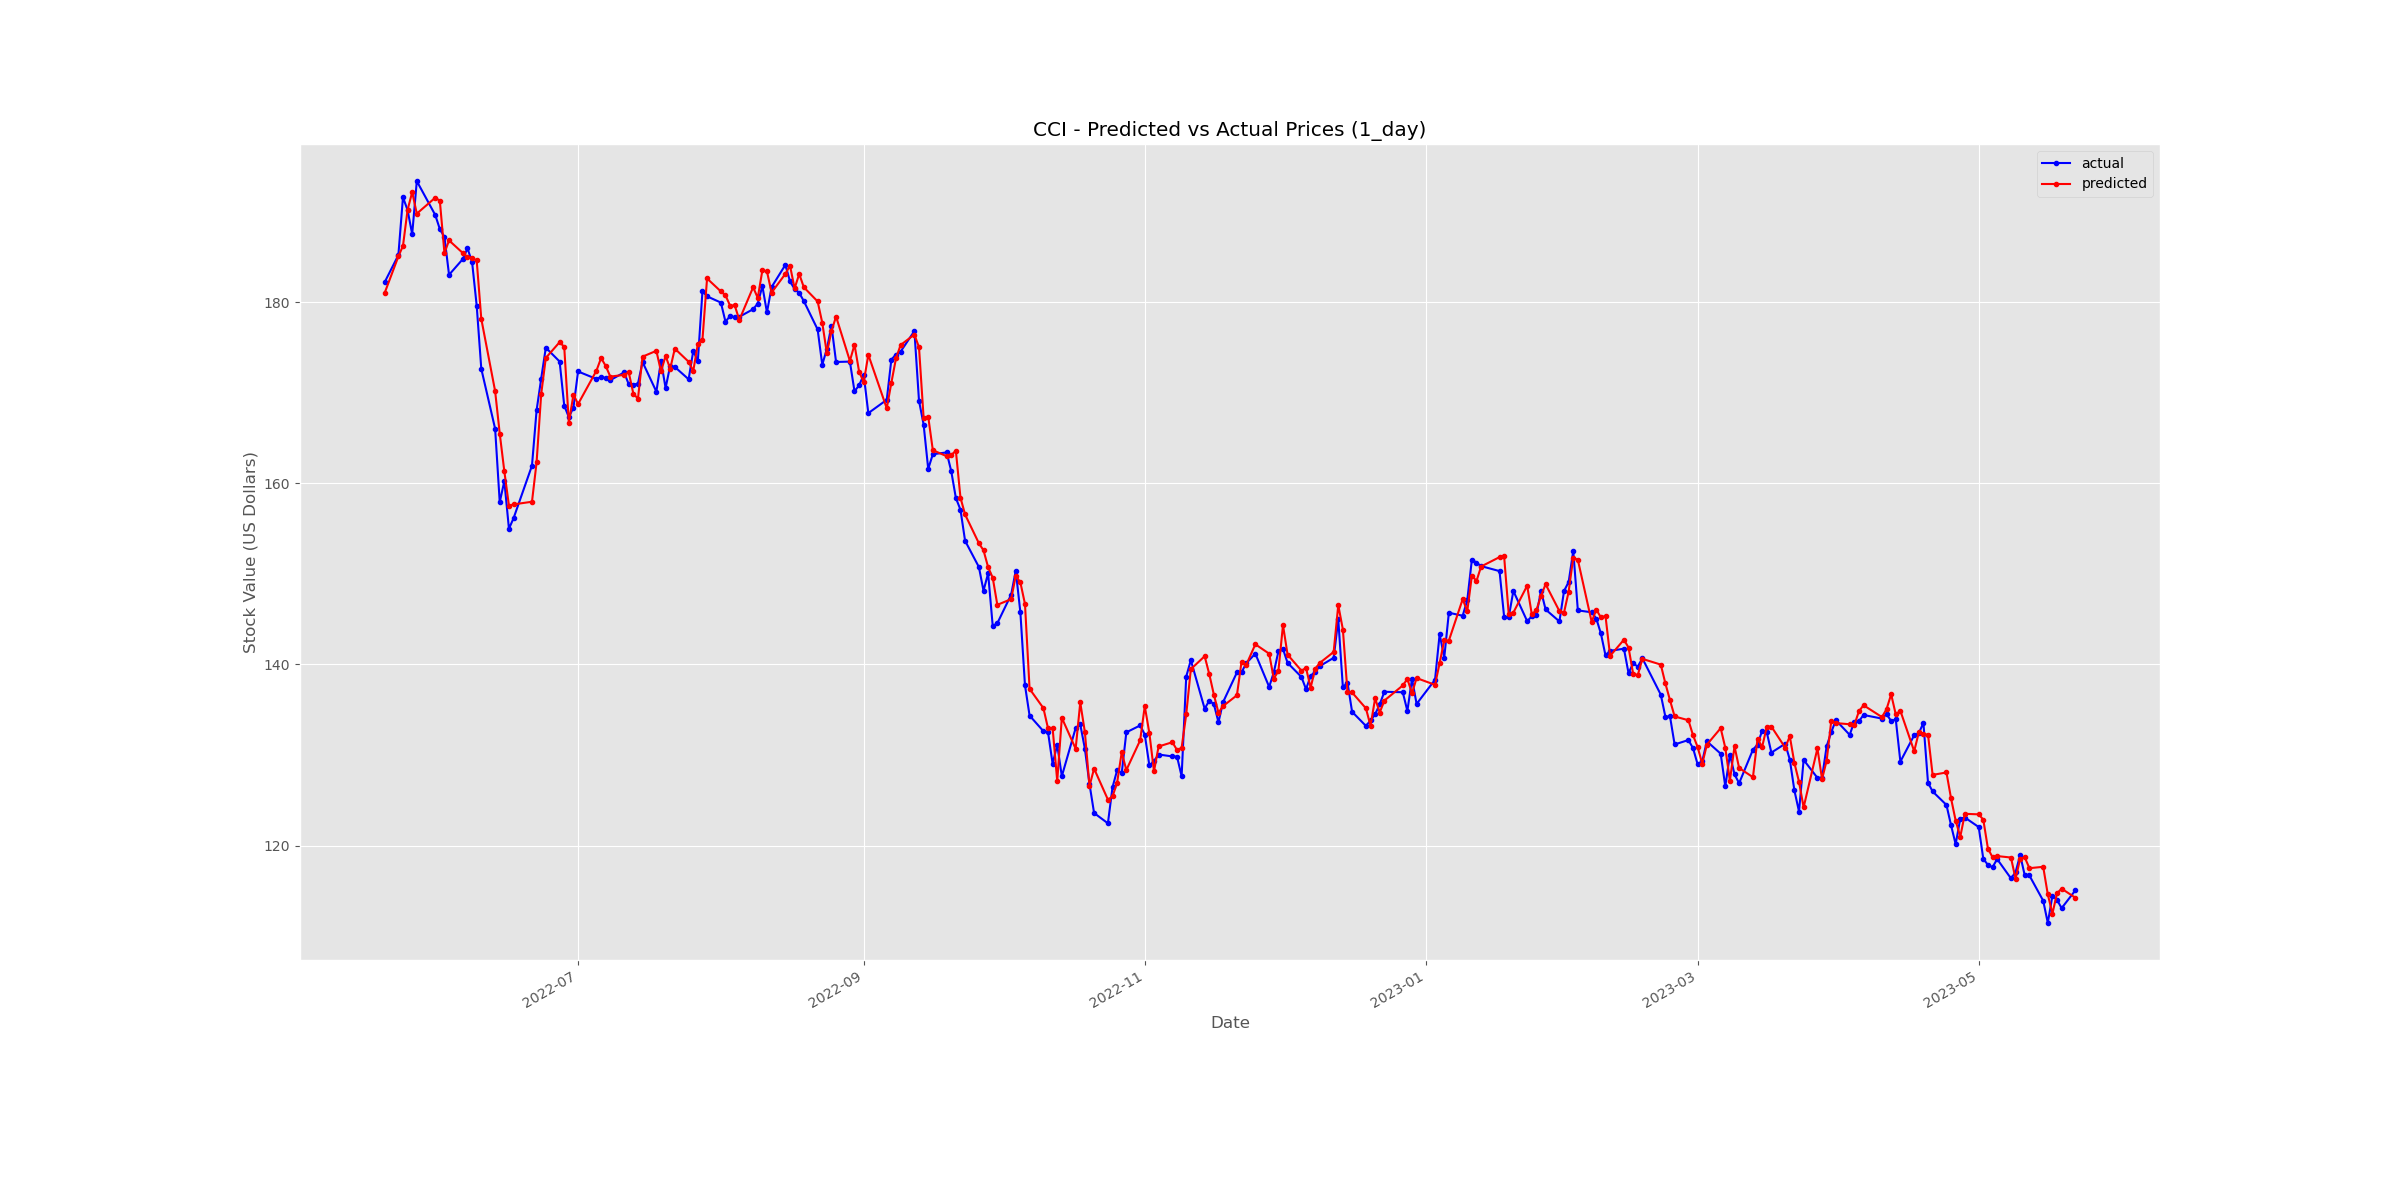 CCI - Predicted vs Actual Prices (1_day)
actual
predicted
180
160
140
120
Stock Value (US Dollars)
2022-07
2022-09
2022-11
2023-01
2023-03
2023-05
Date